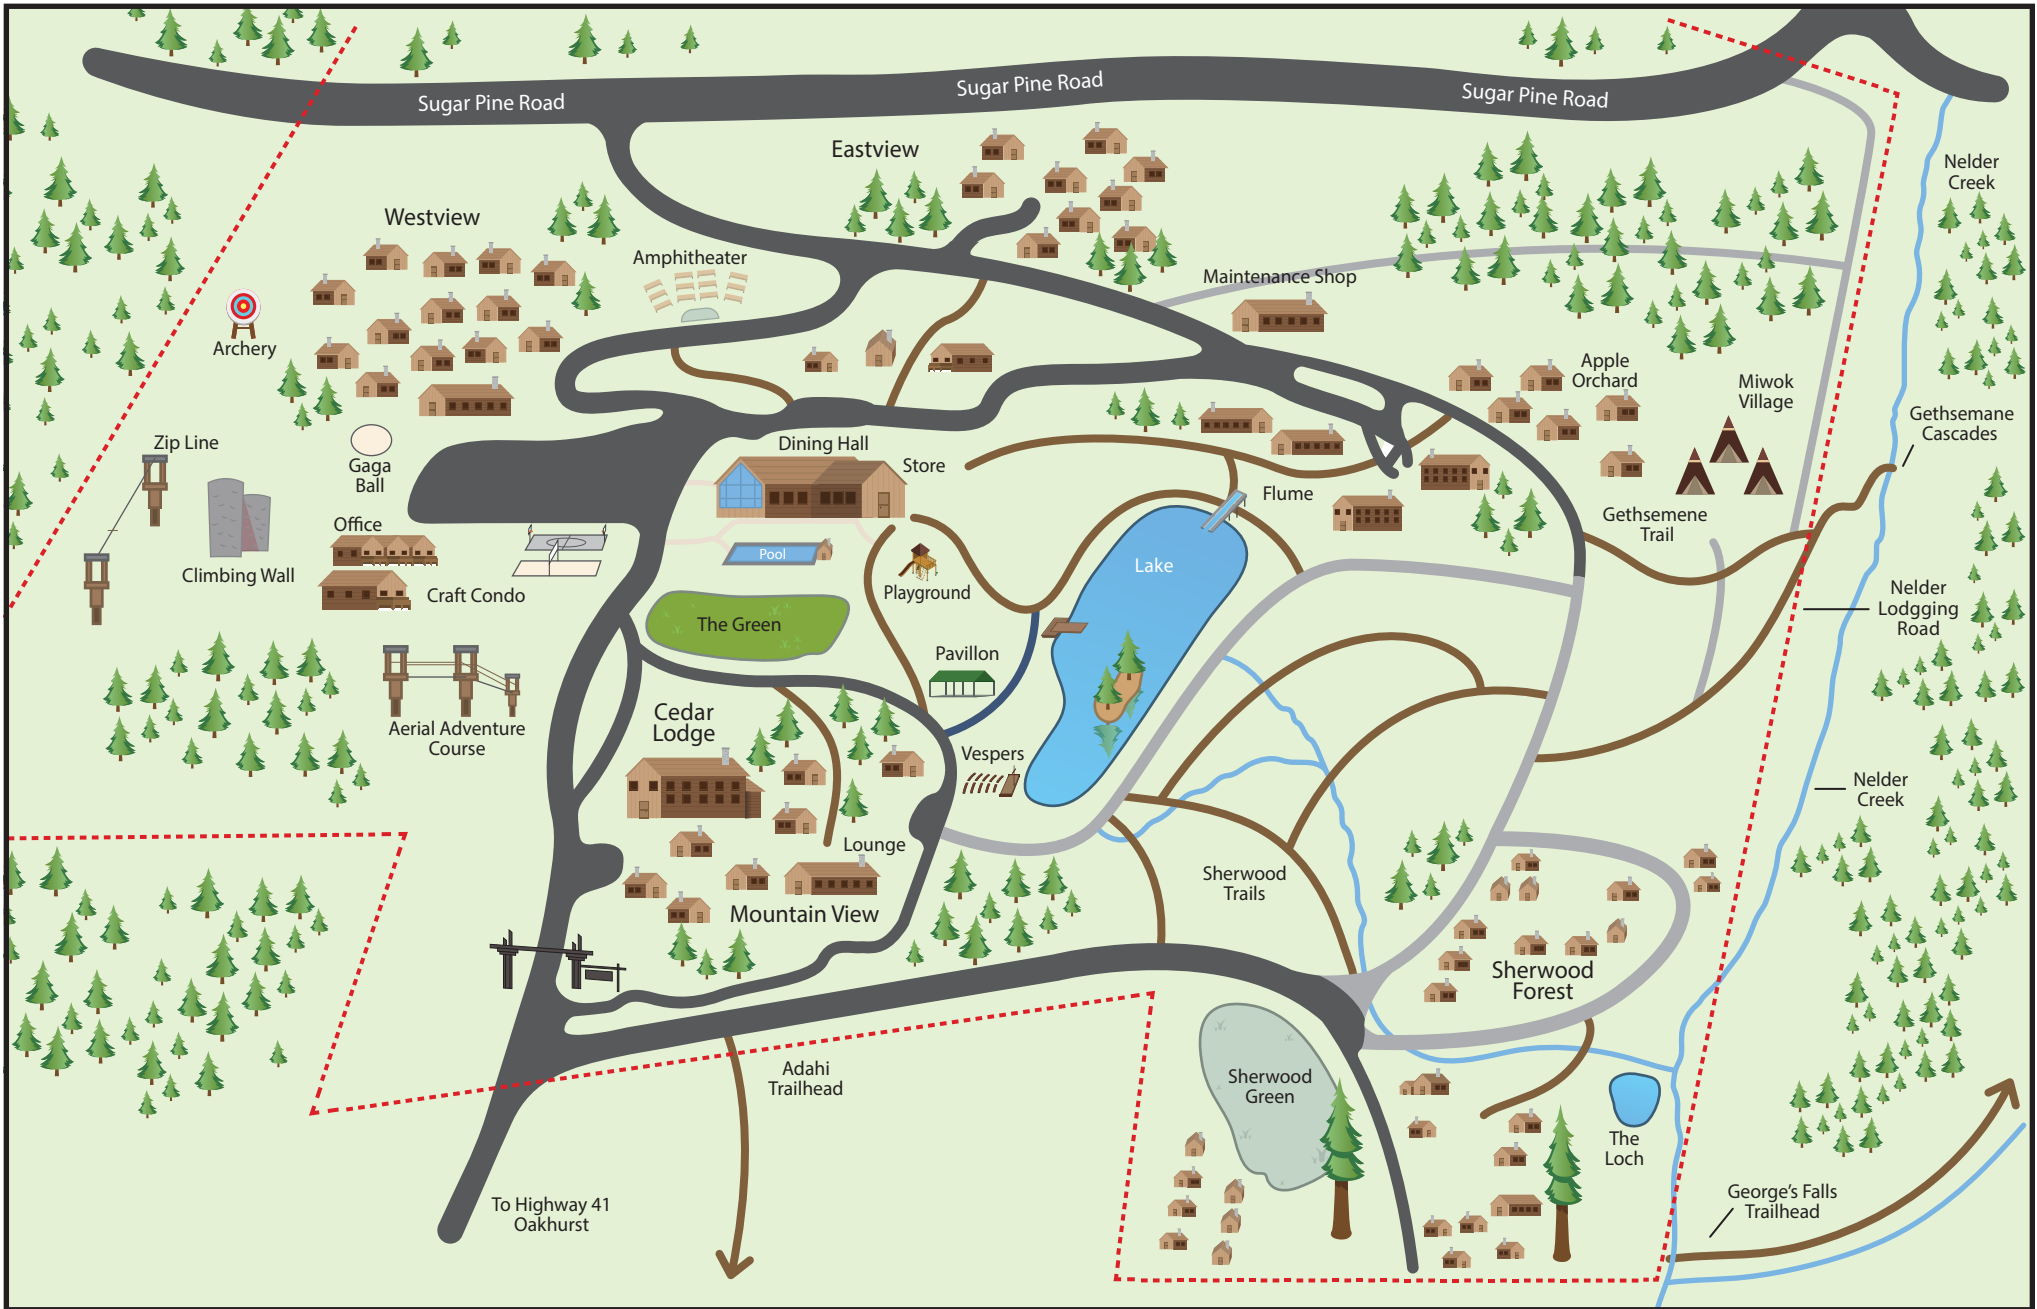 Sugar Pine Road
Sugar Pine Road
Sugar Pine Road
Eastview
Nelder
Creek
Westview
Amphitheater
Maintenance Shop
Archery
Apple
Orchard
Miwok
Village
Gethsemane
Cascades
Zip Line
Gaga
Ball
Dining Hall
Store
Flume
Office
Gethsemene
Trail
Climbing Wall
Craft Condo
Pool
Playground
Lake
Nelder
Lodgging
Road
The Green
Pavillon
Cedar
Lodge
Aerial Adventure
Course
Vespers
Nelder
Creek
Lounge
Mountain View
Sherwood
Trails
Sherwood
Forest
Adahi
Trailhead
Sherwood
Green
The
Loch
To Highway 41
Oakhurst
George's Falls
Trailhead